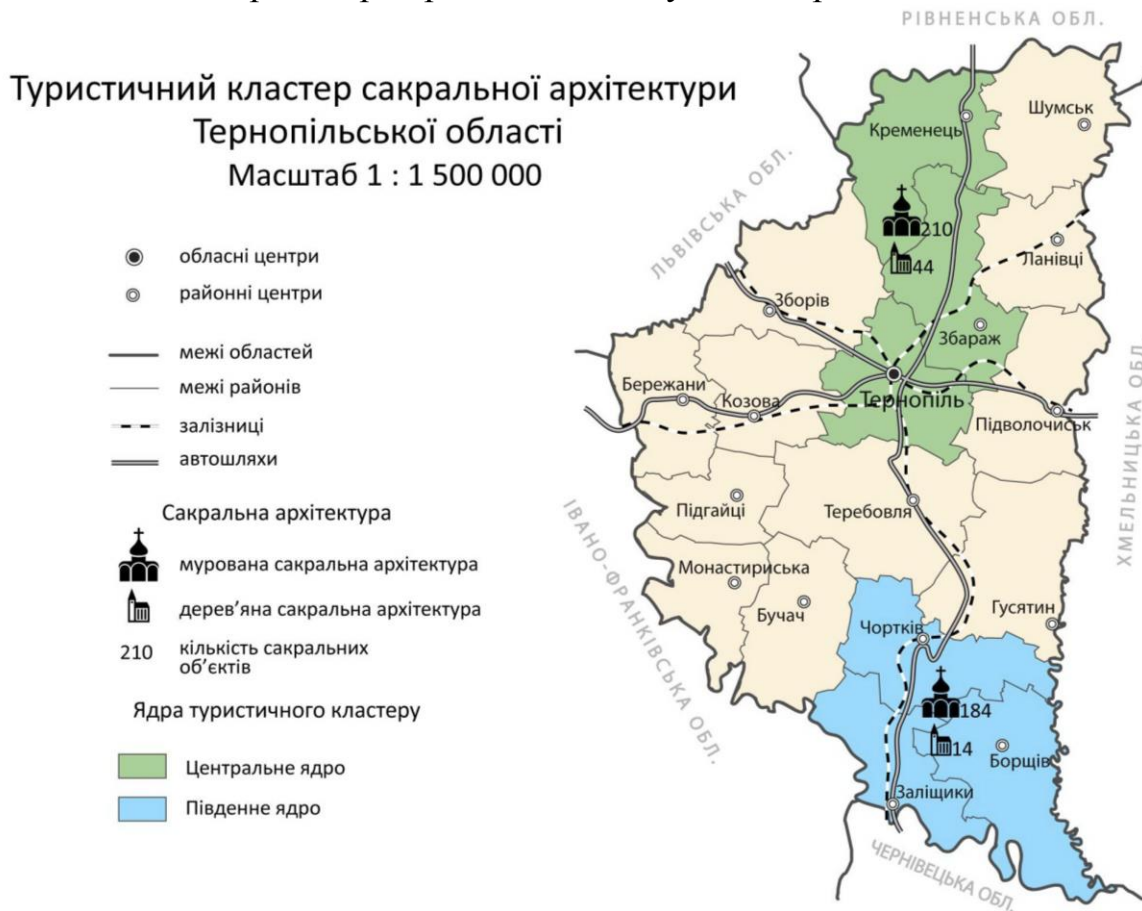 РІВНЕНСЬКА ОБЛ.
Туристичний кластер сакральної архітектури
Тернопільської області
Масштаб 1 : 1 500 000
обласні центри
районні центри
межі областей
межі районів
залізниці
автошляхи
Сакральна архітектура
мурована сакральна архітектура
дерев’яна сакральна архітектура
210 кількість сакральних
об’єктів
Ядра туристичного кластеру
Центральне ядро
Південне ядро
ЛЬВІВСЬКА ОБЛ.
ІВАНО-ФРАНКІВСЬКА ОБЛ.
ХМЕЛЬНИЦЬКА ОБЛ.
ЧЕРНІВЕЦЬКА ОБЛ.
Шумськ
Кременець
210
44
Ланівці
Зборів
Збараж
Бережани
Козова
Тернопіль
Підволочиськ
Підгайці
Теребовля
Монастириська
Бучач
Гусятин
Чортків
184
14
Борщів
Заліщики